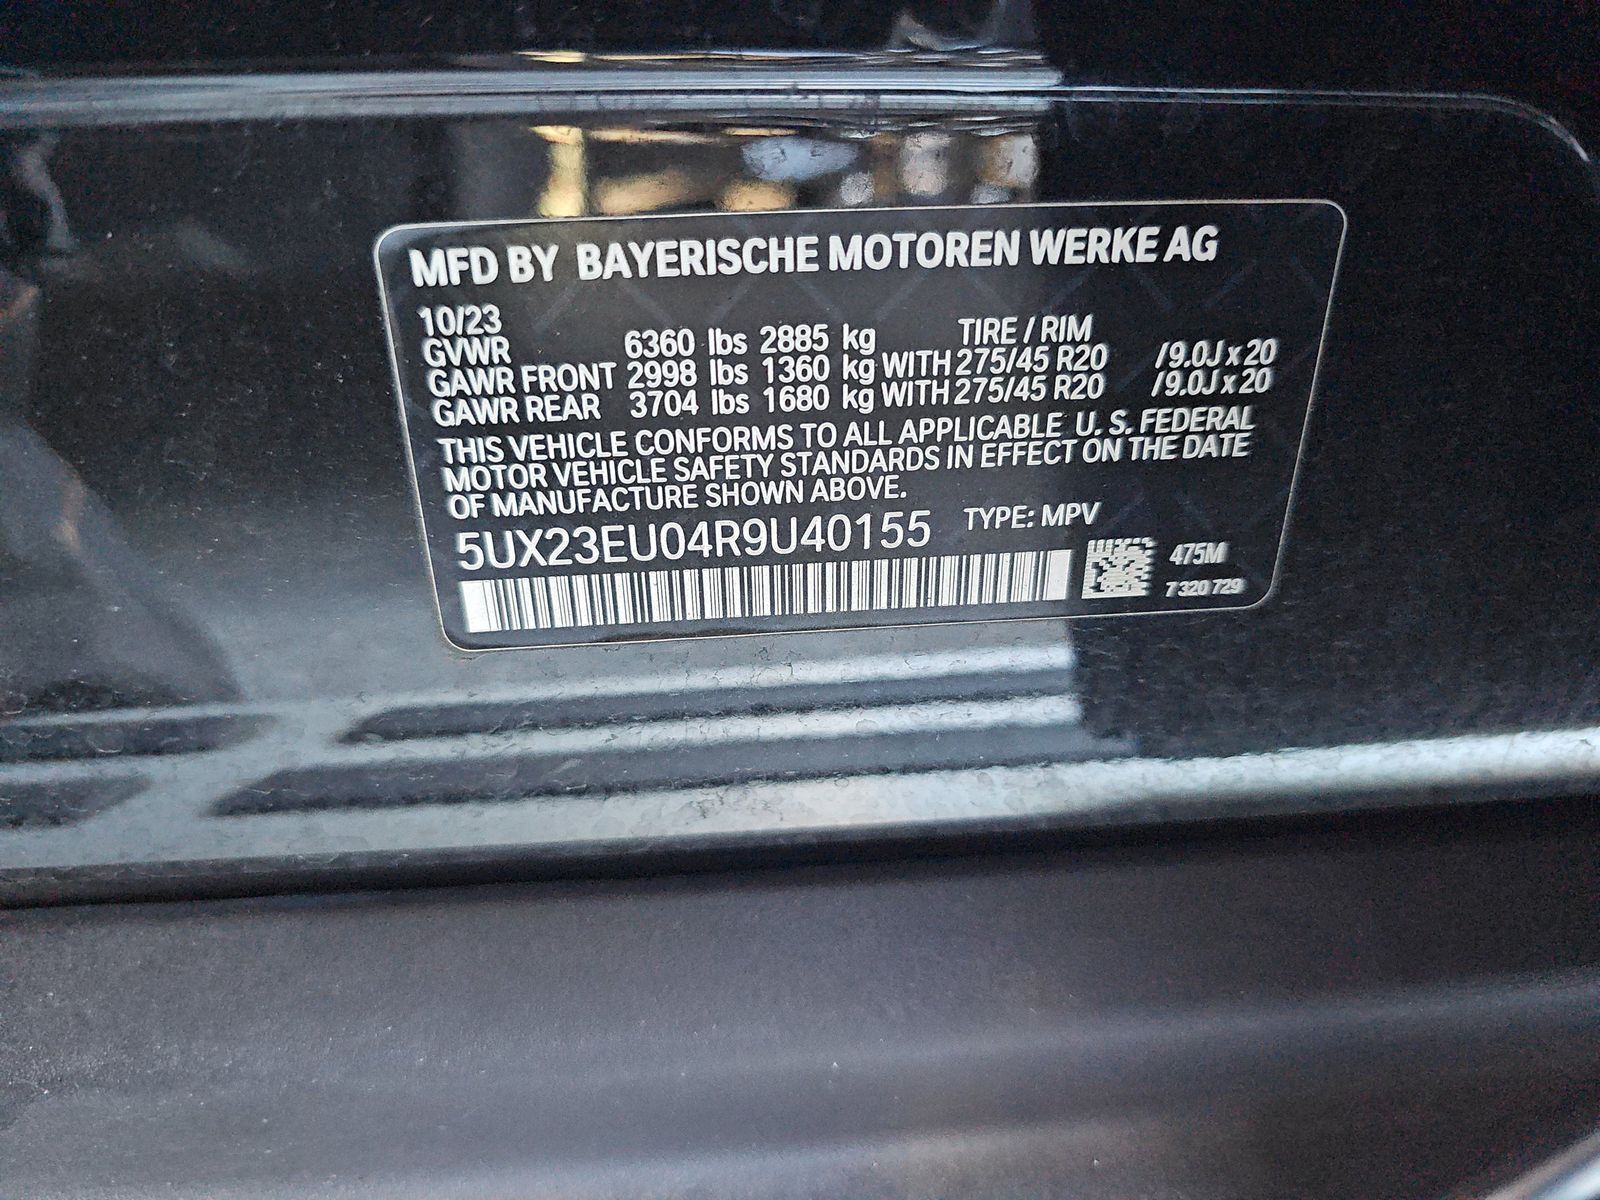 MFD BY BAYERISCHE MOTOREN WERKE AG
10/23 TIRE / RIM
GVWR 6360 lbs 2885 kg
GAWR FRONT 2998 lbs 1360 kg WITH 275/45 R20 /9.0J x 20
GAWR REAR 3704 lbs 1680 kg WITH 275/45 R20 /9.0J x 20
THIS VEHICLE CONFORMS TO ALL APPLICABLE U. S. FEDERAL
MOTOR VEHICLE SAFETY STANDARDS IN EFFECT ON THE DATE
OF MANUFACTURE SHOWN ABOVE.
5UX23EU04R9U40155 TYPE: MPV
475M
7 320 729